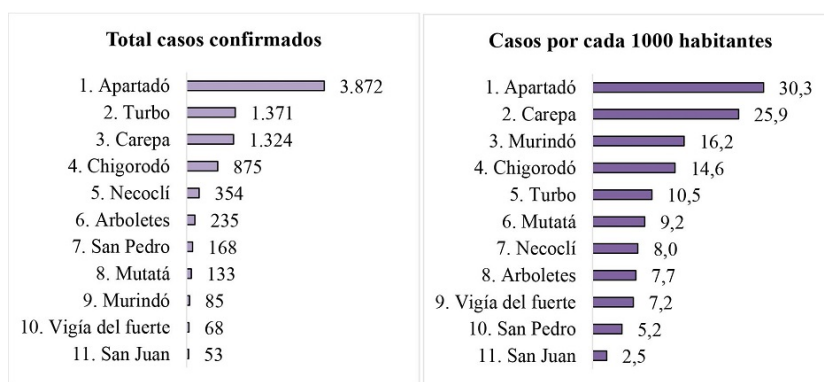 Total casos confirmados
1. Apartadó 3.872
2. Turbo 1.371
3. Carepa 1.324
4. Chigorodó 875
5. Necoclí 354
6. Arboletes 235
7. San Pedro 168
8. Mutatá 133
9. Murindó 85
10. Vigía del fuerte 68
11. San Juan 53
Casos por cada 1000 habitantes
1. Apartadó 30,3
2. Carepa 25,9
3. Murindó 16,2
4. Chigorodó 14,6
5. Turbo 10,5
6. Mutatá 9,2
7. Necoclí 8,0
8. Arboletes 7,7
9. Vigía del fuerte 7,2
10. San Pedro 5,2
11. San Juan 2,5